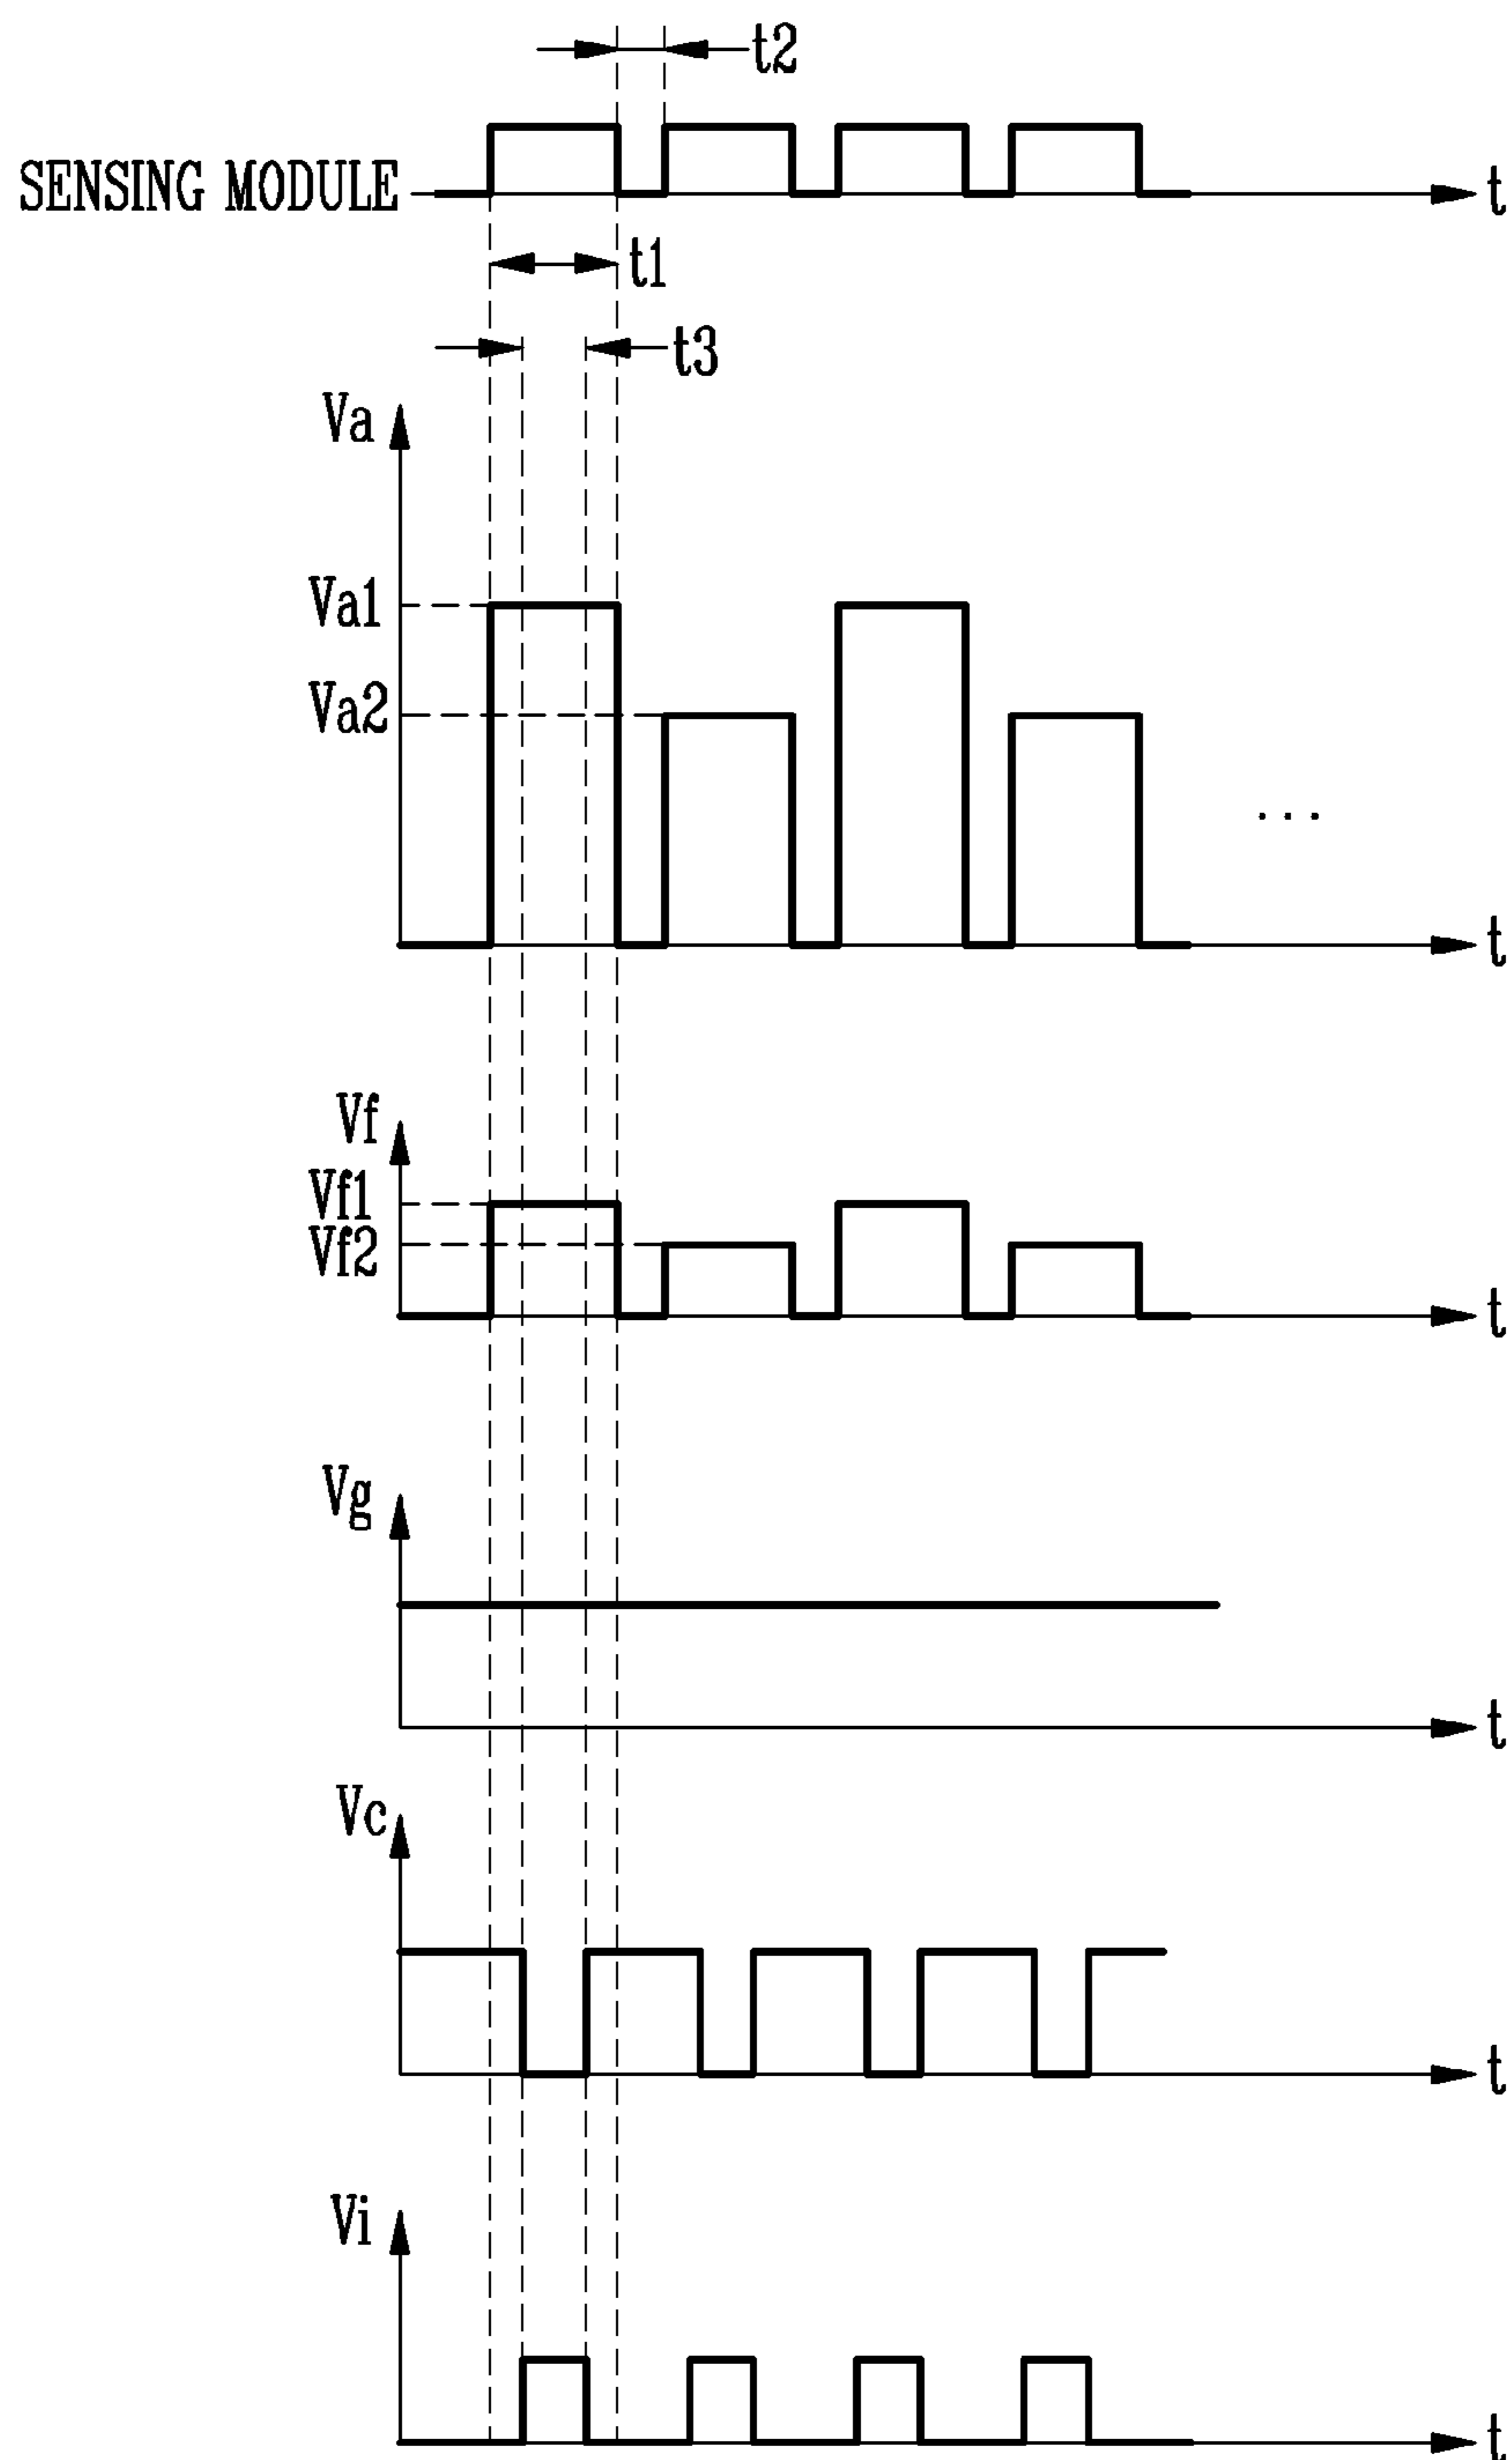 t2
SENSING MODULE
t
t1
t3
Va
Va1
Va2
...
t
Vf
Vf1
Vf2
t
Vg
t
Vc
t
Vi
t